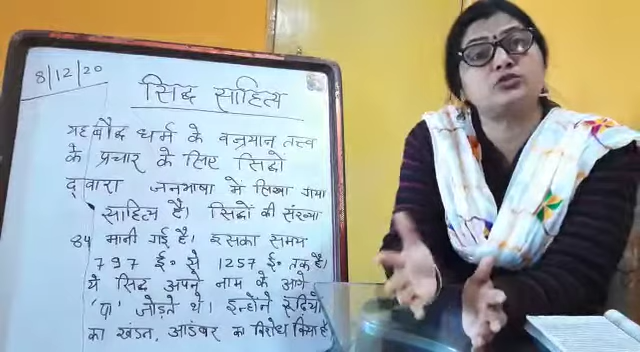 8/12/20
सिद्ध साहित्य
यह बौद्ध धर्म के वज्रयान तत्त्व
के प्रचार के लिए सिद्धो
द्वारा जनभाषा में लिखा गया
साहित्य है। सिद्धों की संख्या
84 मानी गई है। इसका समय
797 ई॰ से 1257 ई॰ तक है।
ये सिद्ध अपने नाम के आगे
'पा' जोड़ते थे। इन्होंने रूढ़ियो
का खंडन, आडंबर का विरोध किया है